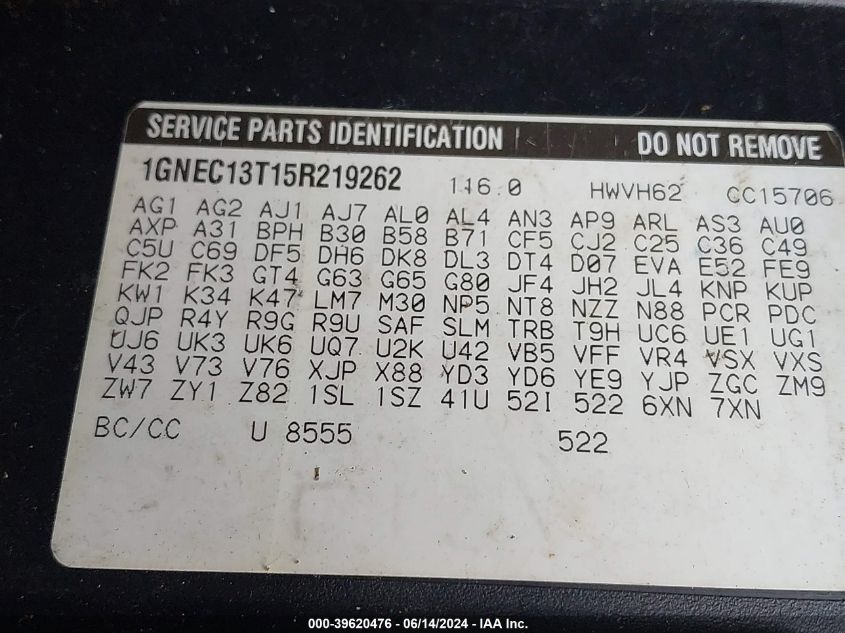 SERVICE PARTS IDENTIFICATION DO NOT REMOVE
1GNEC13T15R219262 116.0 HWVH62 CC15706
AG1 AG2 AJ1 AJ7 AL0 AL4 AN3 AP9 ARL AS3 AU0
AXP A31 BPH B30 B58 B71 CF5 CJ2 C25 C36 C49
C5U C69 DF5 DH6 DK8 DL3 DT4 D07 EVA E52 FE9
FK2 FK3 GT4 G63 G65 G80 JF4 JH2 JL4 KNP KUP
KW1 K34 K47 LM7 M30 NP5 NT8 NZZ N88 PCR PDC
QJP R4Y R9G R9U SAF SLM TRB T9H UC6 UE1 UG1
UJ6 UK3 UK6 UQ7 U2K U42 VB5 VFF VR4 VSX VXS
V43 V73 V76 XJP X88 YD3 YD6 YE9 YJP ZGC ZM9
ZW7 ZY1 Z82 1SL 1SZ 41U 52I 522 6XN 7XN
BC/CC U 8555 522
000-39620476 - 06/14/2024 - IAA Inc.